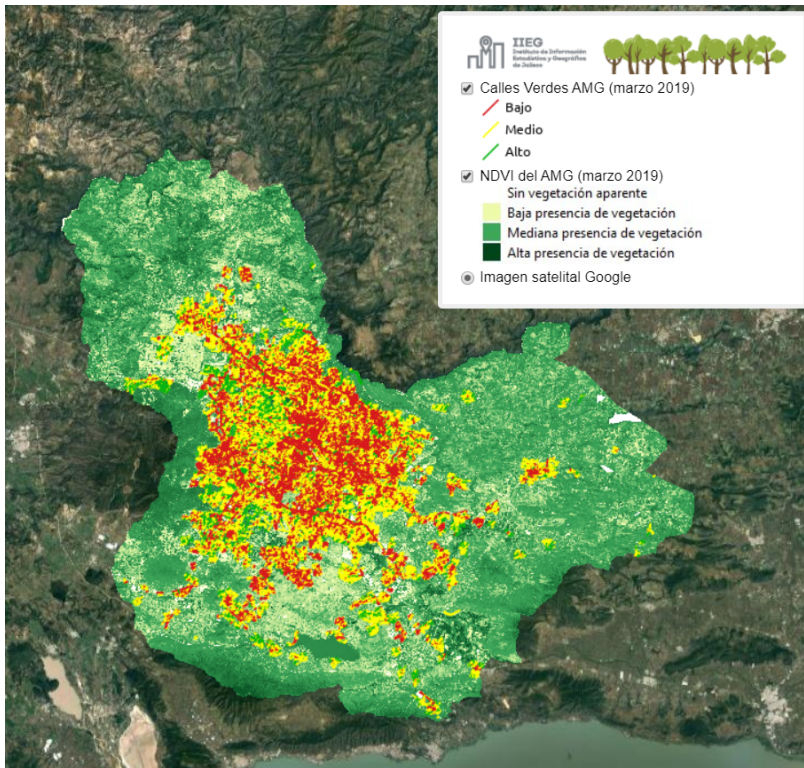 IIEG
Instituto de Información
Estadística y Geográfica
de Jalisco
Calles Verdes AMG (marzo 2019)
Bajo
Medio
Alto
NDVI del AMG (marzo 2019)
Sin vegetación aparente
Baja presencia de vegetación
Mediana presencia de vegetación
Alta presencia de vegetación
Imagen satelital Google